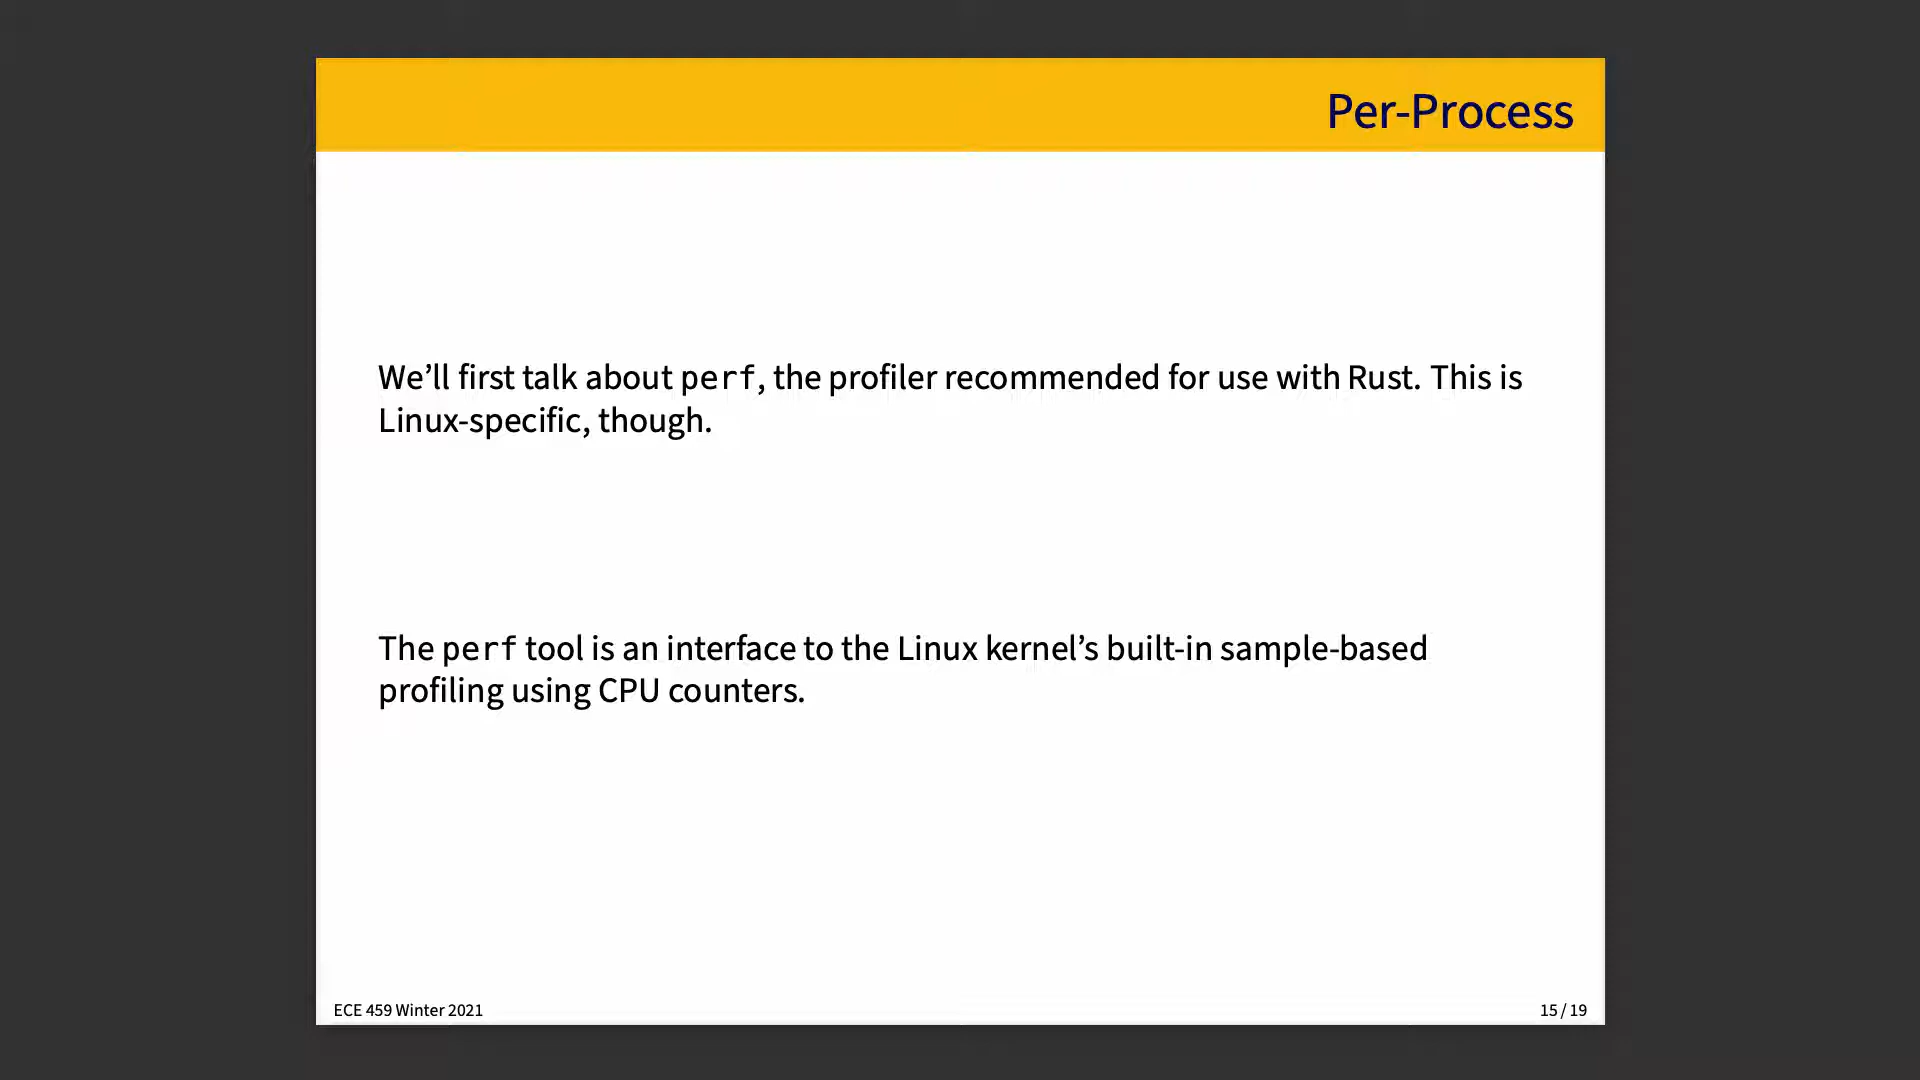 Per-Process
We’ll first talk about perf, the profiler recommended for use with Rust. This is
Linux-specific, though.
The perf tool is an interface to the Linux kernel’s built-in sample-based
profiling using CPU counters.
ECE 459 Winter 2021
15 / 19